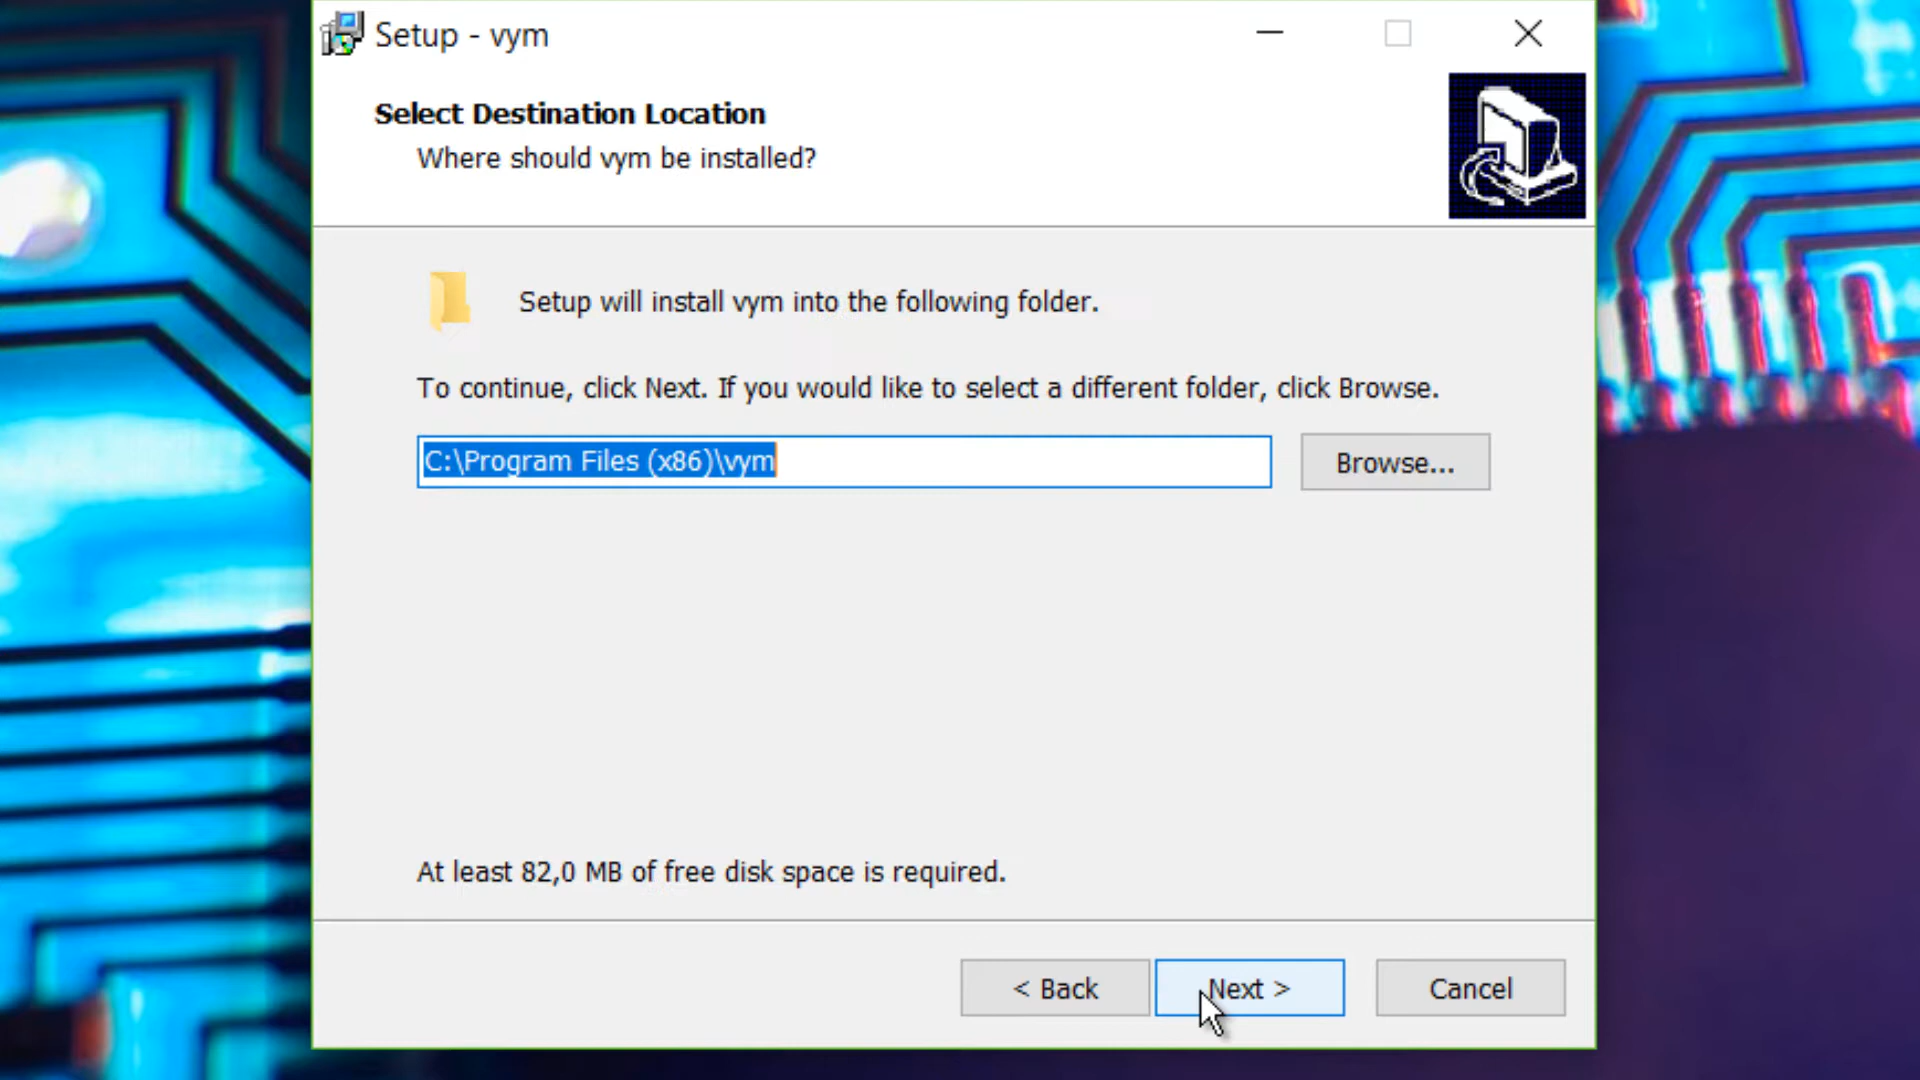 Setup - vym
Select Destination Location
Where should vym be installed?
Setup will install vym into the following folder.
To continue, click Next. If you would like to select a different folder, click Browse.
C:\Program Files (x86)\vym
Browse...
At least 82,0 MB of free disk space is required.
< Back
Next >
Cancel